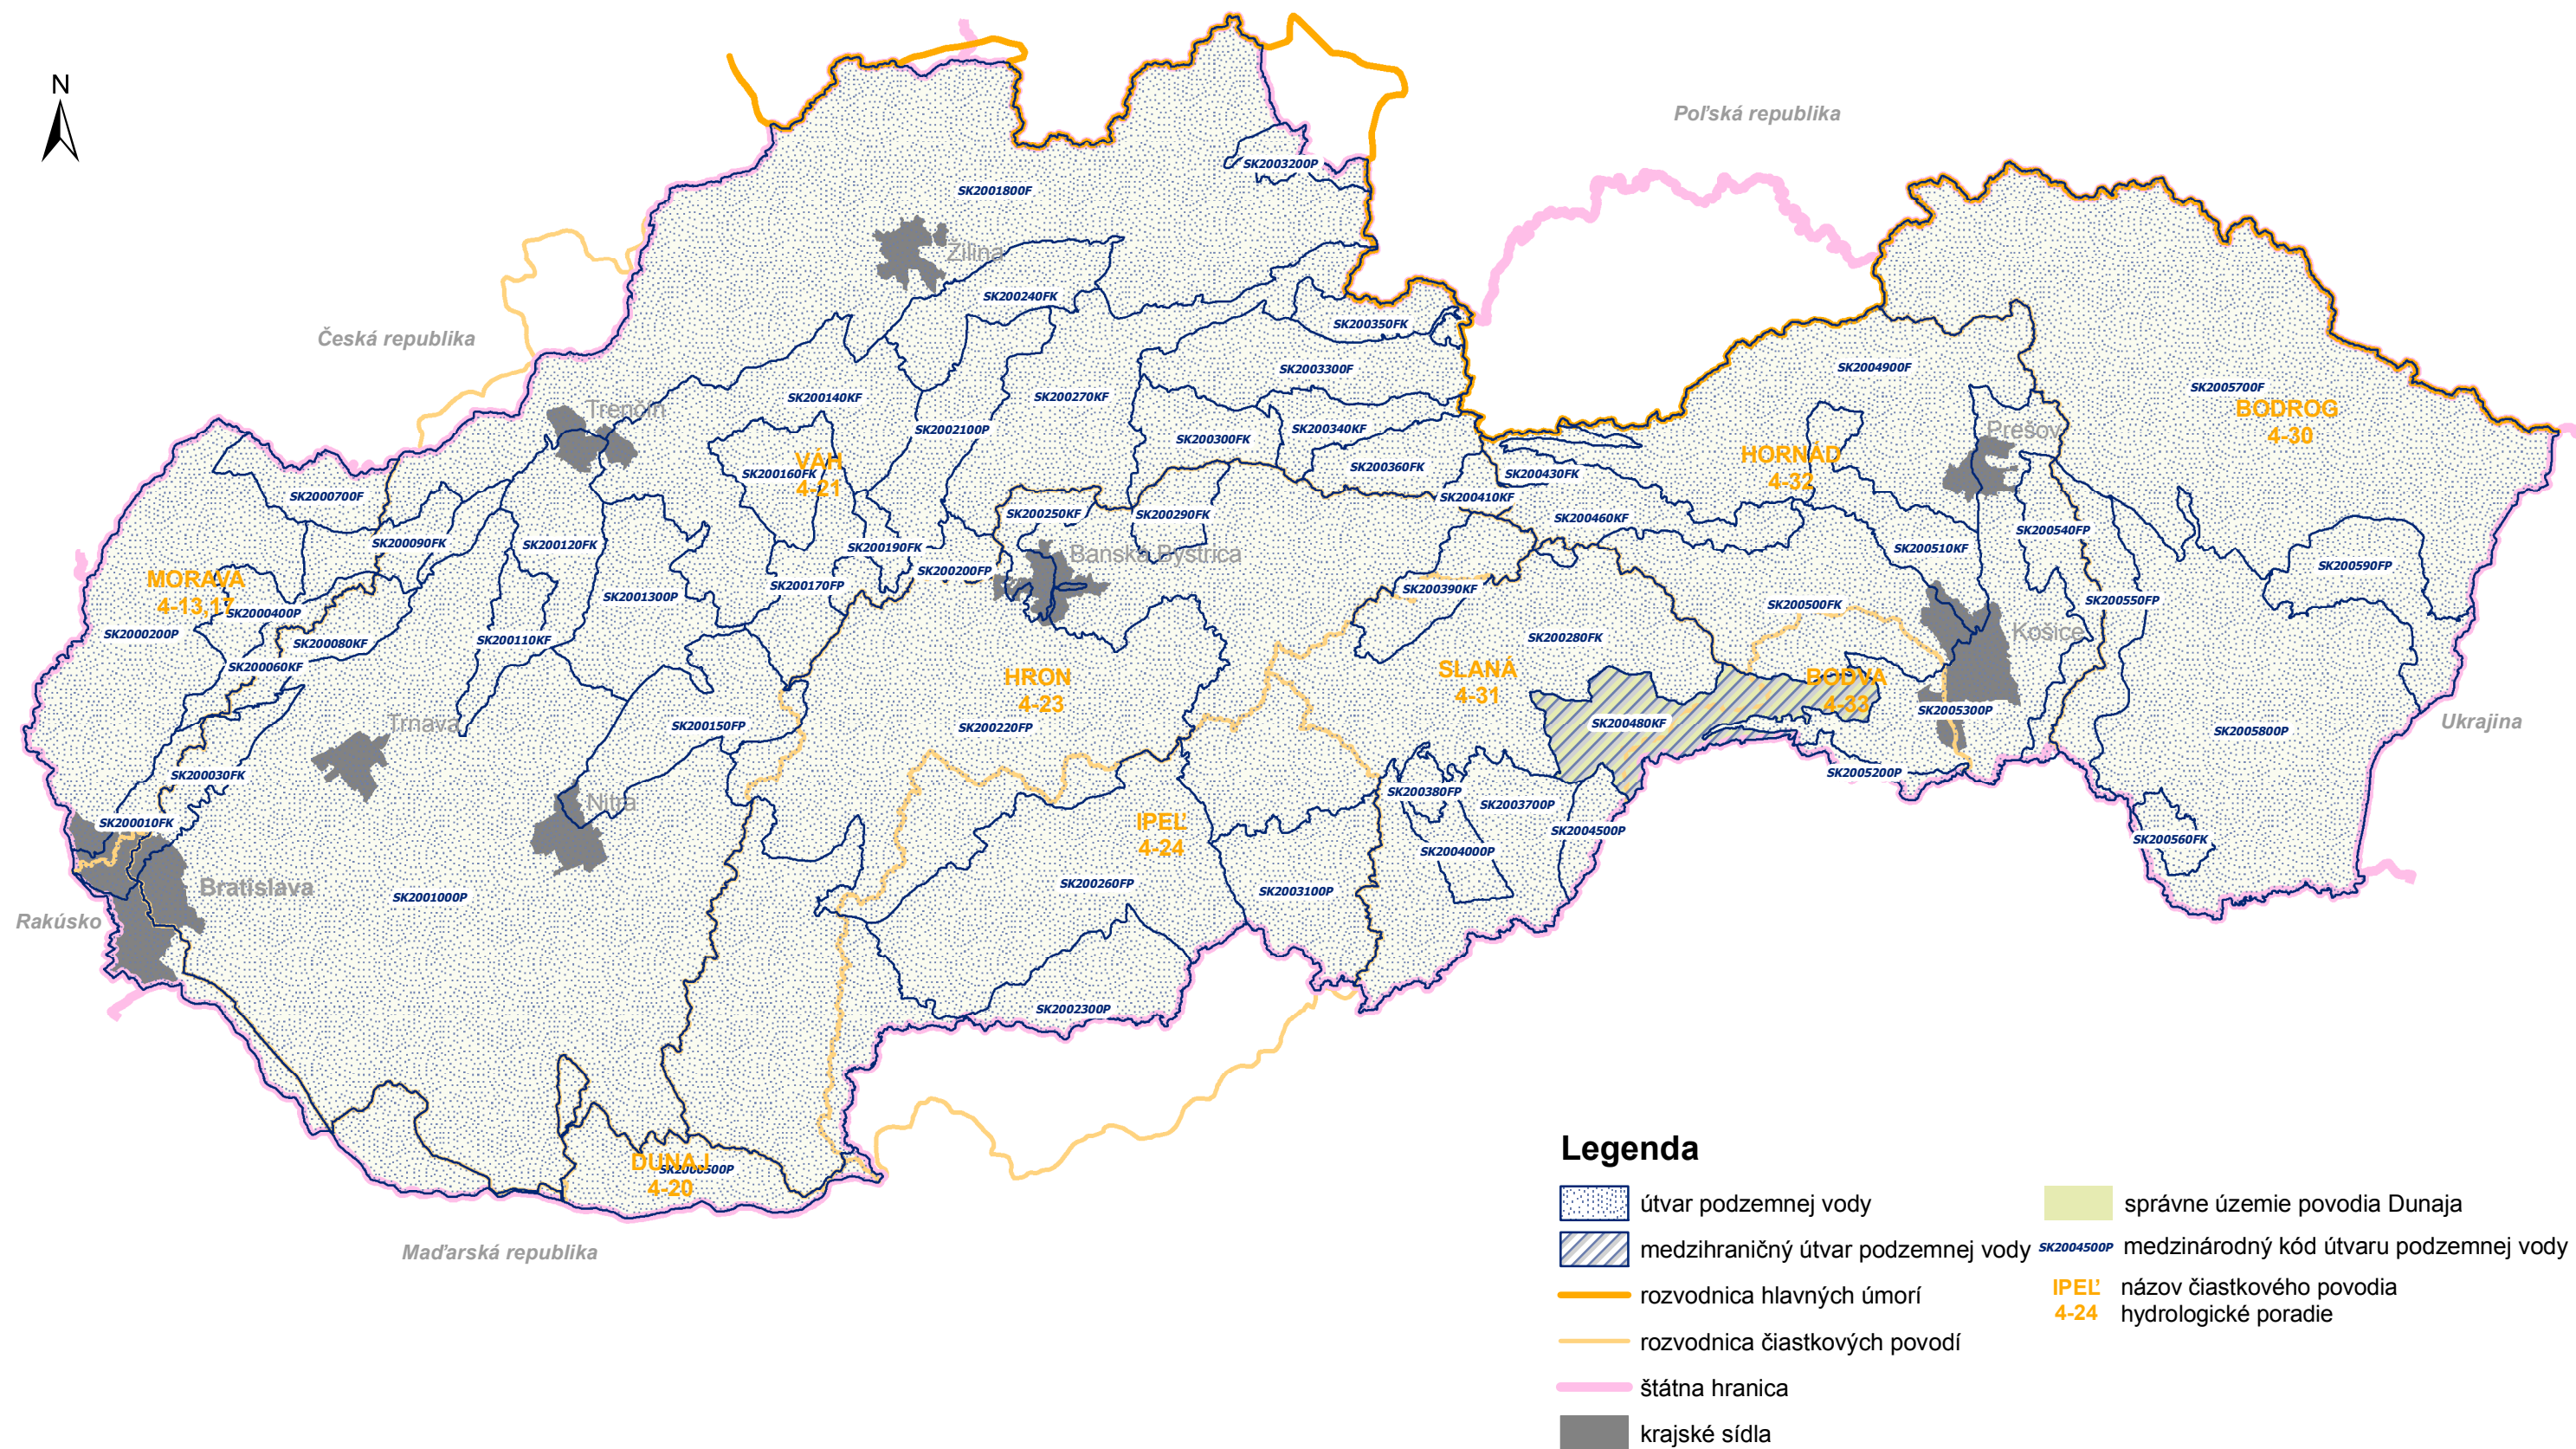 N
Poľská republika
SK2003200P
SK2001800F
Žilina
SK200240FK
Česká republika
SK200350FK
SK2003300F
SK2004900F
SK2005700F
BODROG
4-30
SK200140KF
SK200270KF
Trenčín
SK2002100P
SK200300FK
SK200340KF
Prešov
HORNÁD
4-32
VÁH
4-21
SK200160FK
SK200360FK
SK200430FK
SK2000700F
SK200410KF
SK200250KF
SK200290FK
SK200460KF
SK200540FP
SK200090FK
SK200120FK
SK200190FK
SK200510KF
Banská Bystrica
SK200200FP
SK200590FP
MORAVA
4-13,17
SK2000400P
SK200170FP
SK200390KF
SK2001300P
SK200500FK
SK200550FP
SK2000200P
SK200080KF
SK200110KF
SK200280FK
Košice
SK200060KF
HRON
4-23
SLANÁ
4-31
BODVA
4-33
SK2005300P
Trnava
SK200150FP
SK200220FP
SK200480KF
Ukrajina
SK2005800P
SK200030FK
SK2005200P
Nitra
SK200380FP
SK2003700P
SK200010FK
IPEĽ
4-24
SK2004500P
SK200560FK
SK2004000P
Bratislava
SK2001000P
SK200260FP
SK2003100P
Rakúsko
SK2002300P
DUNAJ
4-20
Maďarská republika
Legenda
útvar podzemnej vody
správne územie povodia Dunaja
medzihraničný útvar podzemnej vody
SK2004500P medzinárodný kód útvaru podzemnej vody
rozvodnica hlavných úmorí
IPEĽ názov čiastkového povodia
4-24 hydrologické poradie
rozvodnica čiastkových povodí
štátna hranica
krajské sídla